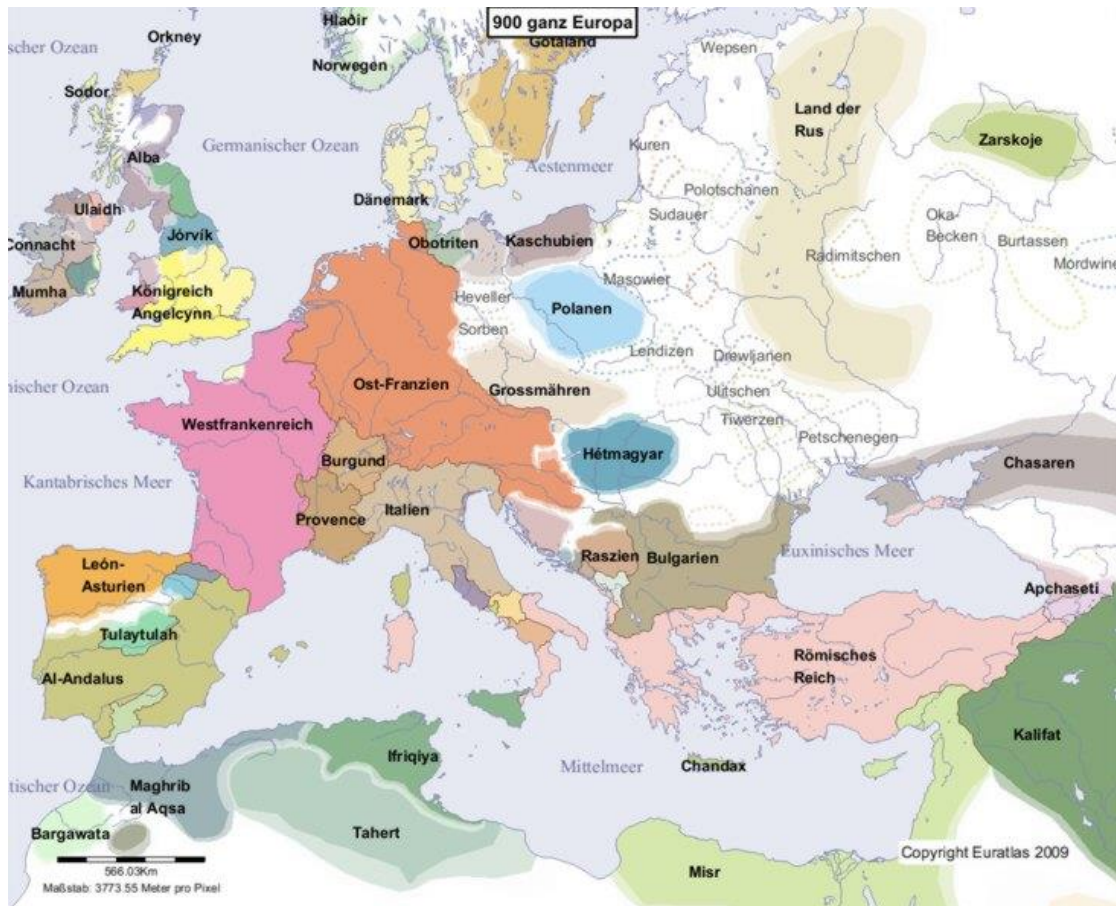 900 ganz Europa
Hlaðir
Götaland
Norwegen
Wepsen
scher Ozean
Orkney
Sodor
Land der
Rus
Zarskoje
Germanischer Ozean
Kuren
Aestenmeer
Alba
Polotschanen
Dänemark
Sudauer
Ulaidh
Oka-
Becken
Burtassen
Jórvík
Obotriten
Kaschubien
Connacht
Radimitschen
Mordwine
Mumha
Königreich
Angelcynn
Masowier
Heveller
Polanen
Sorben
Lendizen
Drewljanen
nischer Ozean
Ost-Franzien
Grossmähren
Ulitschen
Westfrankenreich
Tiwerzen
Petschenegen
Hétmagyar
Burgund
Chasaren
Kantabrisches Meer
Provence
Italien
Raszien
Bulgarien
Euxinisches Meer
León-
Asturien
Apchaseti
Tulaytulah
Al-Andalus
Römisches
Reich
Kalifat
Ifriqiya
Mittelmeer
Chandax
tischer Ozean
Maghrib
al Aqsa
Bargawata
Tahert
Copyright Euratlas 2009
566.03Km
Misr
Maßstab: 3773.55 Meter pro Pixel